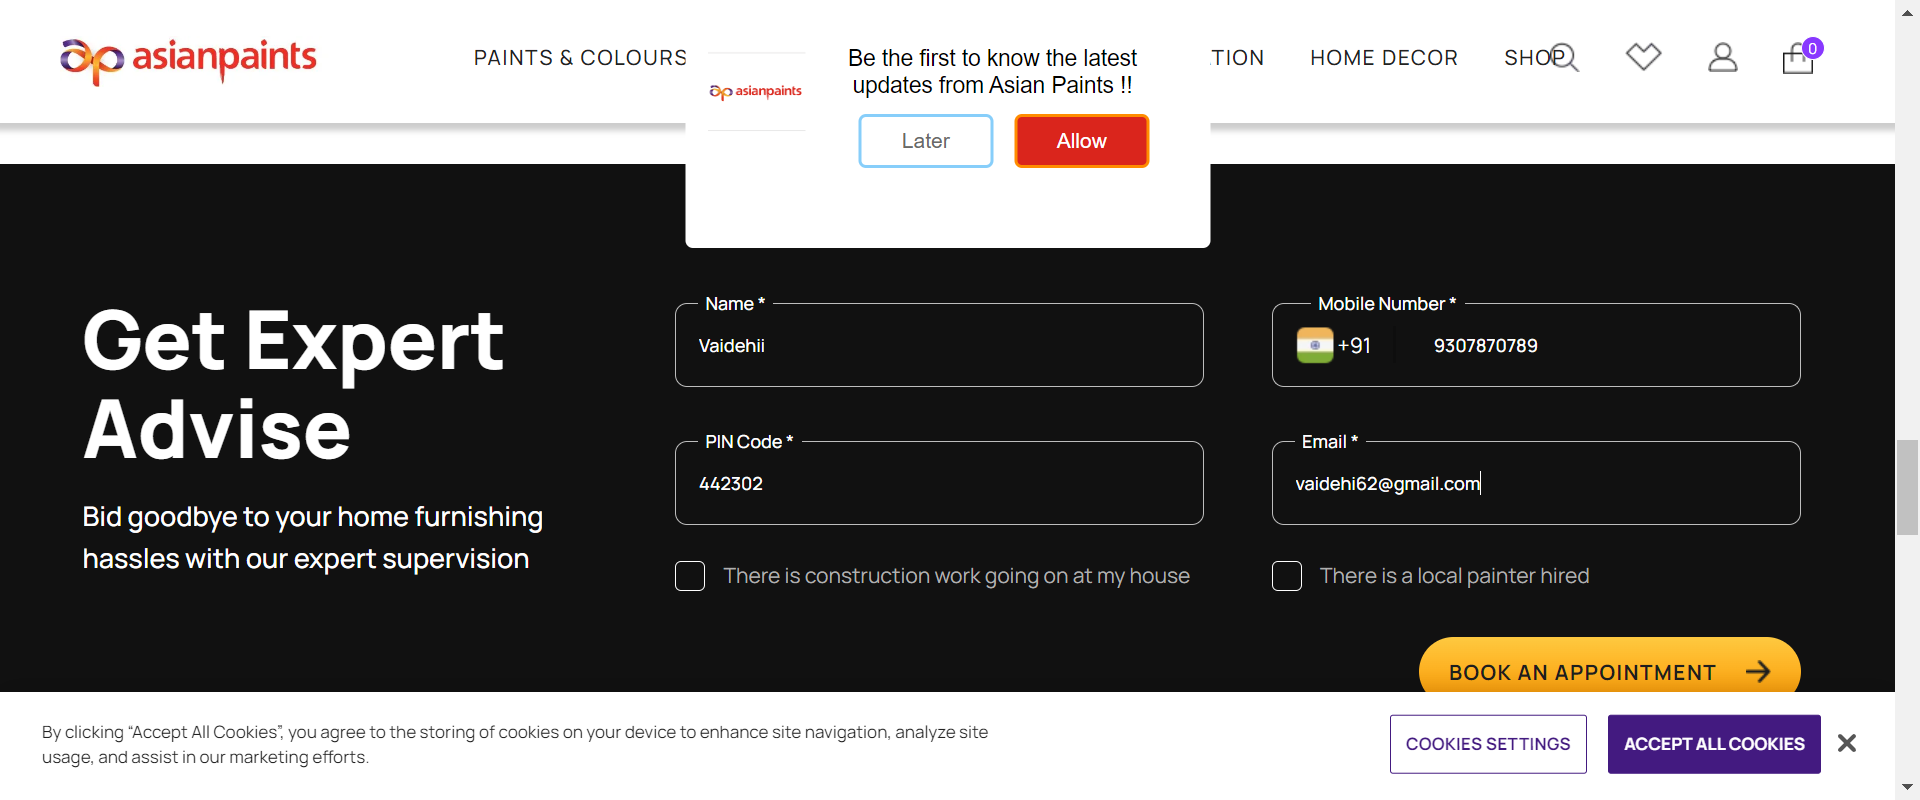 asianpaints
PAINTS & COLOURS
TION
HOME DECOR
SHOP
0
asianpaints
Be the first to know the latest
updates from Asian Paints !!
Later
Allow
Get Expert
Advise
Bid goodbye to your home furnishing
hassles with our expert supervision
Name *
Vaidehii
Mobile Number *
+91 9307870789
PIN Code *
442302
Email *
vaidehi62@gmail.com
There is construction work going on at my house
There is a local painter hired
BOOK AN APPOINTMENT
By clicking “Accept All Cookies”, you agree to the storing of cookies on your device to enhance site navigation, analyze site
usage, and assist in our marketing efforts.
COOKIES SETTINGS
ACCEPT ALL COOKIES